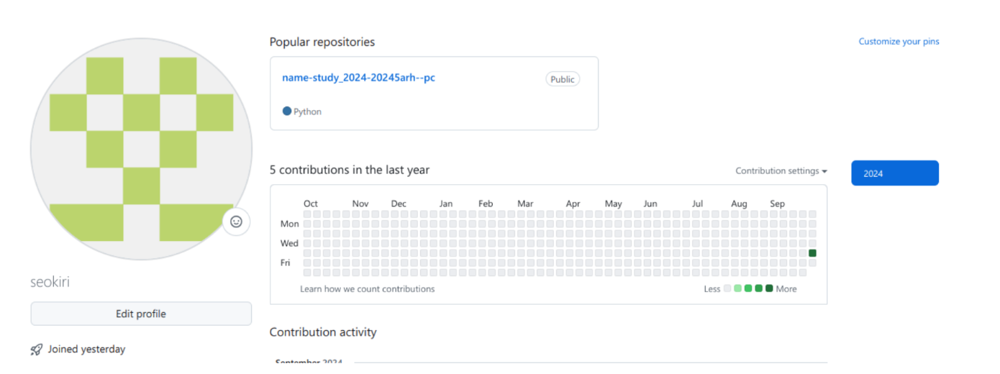 Popular repositories
Customize your pins
name-study_2024-20245arh--pc
Public
Python
5 contributions in the last year
Contribution settings
2024
Oct Nov Dec Jan Feb Mar Apr May Jun Jul Aug Sep
Mon
Wed
Fri
Learn how we count contributions
Less More
seokiri
Edit profile
Joined yesterday
Contribution activity
September 2024